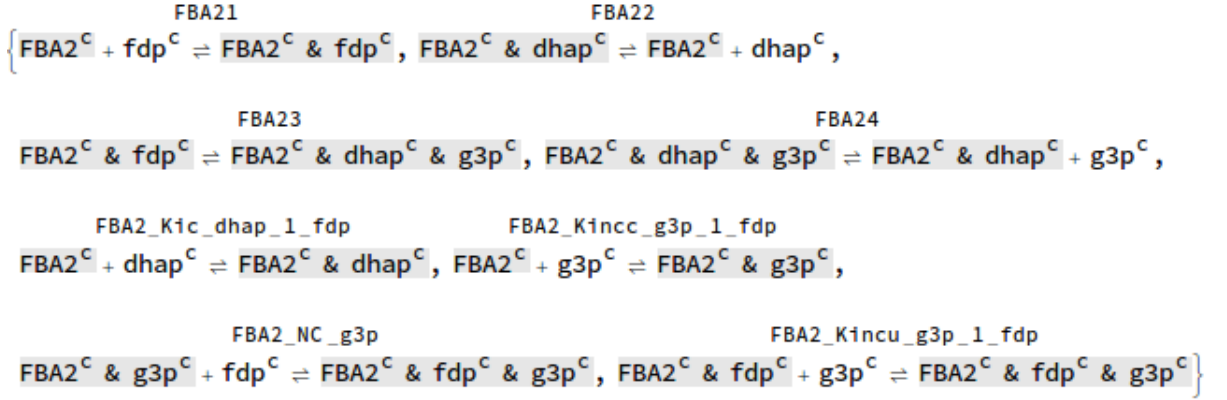 FBA21 FBA22
{FBA2ᶜ + fdpᶜ ⇌ FBA2ᶜ & fdpᶜ, FBA2ᶜ & dhapᶜ ⇌ FBA2ᶜ + dhapᶜ,
FBA23 FBA24
FBA2ᶜ & fdpᶜ ⇌ FBA2ᶜ & dhapᶜ & g3pᶜ, FBA2ᶜ & dhapᶜ & g3pᶜ ⇌ FBA2ᶜ & dhapᶜ + g3pᶜ,
FBA2_Kic_dhap_1_fdp FBA2_Kincc_g3p_1_fdp
FBA2ᶜ + dhapᶜ ⇌ FBA2ᶜ & dhapᶜ, FBA2ᶜ + g3pᶜ ⇌ FBA2ᶜ & g3pᶜ,
FBA2_NC_g3p FBA2_Kincu_g3p_1_fdp
FBA2ᶜ & g3pᶜ + fdpᶜ ⇌ FBA2ᶜ & fdpᶜ & g3pᶜ, FBA2ᶜ & fdpᶜ + g3pᶜ ⇌ FBA2ᶜ & fdpᶜ & g3pᶜ}